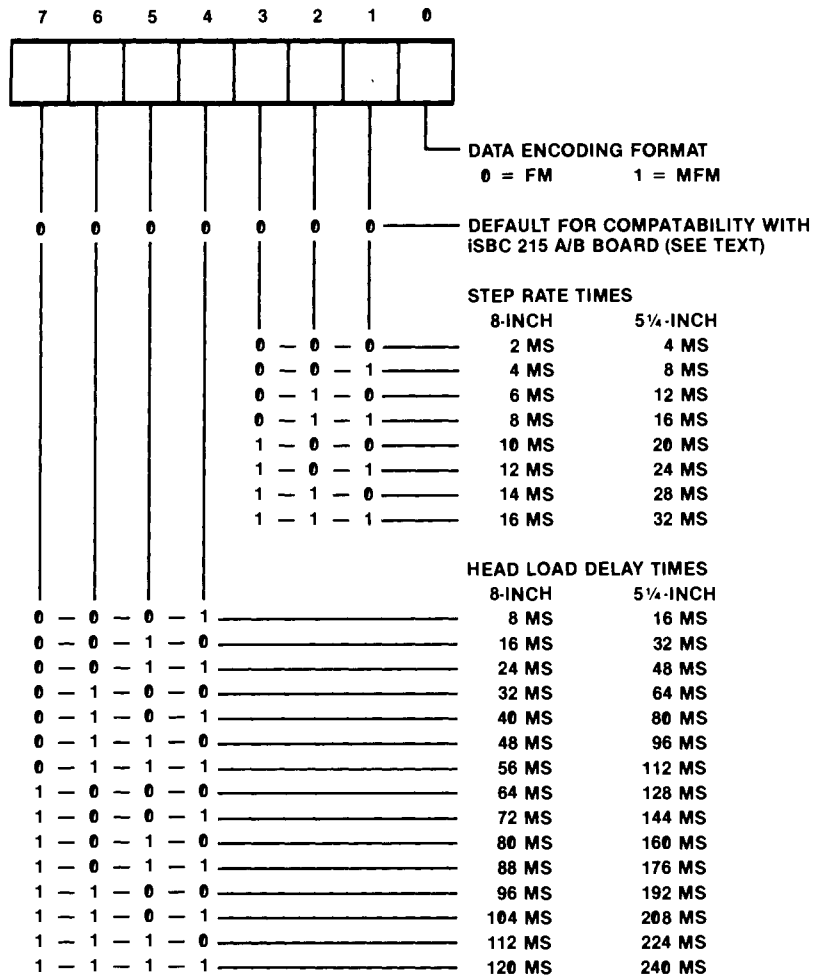 7 6 5 4 3 2 1 0
DATA ENCODING FORMAT
0 = FM 1 = MFM
0 0 0 0 0 0 0 DEFAULT FOR COMPATABILITY WITH
iSBC 215 A/B BOARD (SEE TEXT)
STEP RATE TIMES
8-INCH 5¼-INCH
0 — 0 — 0 2 MS 4 MS
0 — 0 — 1 4 MS 8 MS
0 — 1 — 0 6 MS 12 MS
0 — 1 — 1 8 MS 16 MS
1 — 0 — 0 10 MS 20 MS
1 — 0 — 1 12 MS 24 MS
1 — 1 — 0 14 MS 28 MS
1 — 1 — 1 16 MS 32 MS
HEAD LOAD DELAY TIMES
8-INCH 5¼-INCH
0 — 0 — 0 — 1 8 MS 16 MS
0 — 0 — 1 — 0 16 MS 32 MS
0 — 0 — 1 — 1 24 MS 48 MS
0 — 1 — 0 — 0 32 MS 64 MS
0 — 1 — 0 — 1 40 MS 80 MS
0 — 1 — 1 — 0 48 MS 96 MS
0 — 1 — 1 — 1 56 MS 112 MS
1 — 0 — 0 — 0 64 MS 128 MS
1 — 0 — 0 — 1 72 MS 144 MS
1 — 0 — 1 — 0 80 MS 160 MS
1 — 0 — 1 — 1 88 MS 176 MS
1 — 1 — 0 — 0 96 MS 192 MS
1 — 1 — 0 — 1 104 MS 208 MS
1 — 1 — 1 — 0 112 MS 224 MS
1 — 1 — 1 — 1 120 MS 240 MS